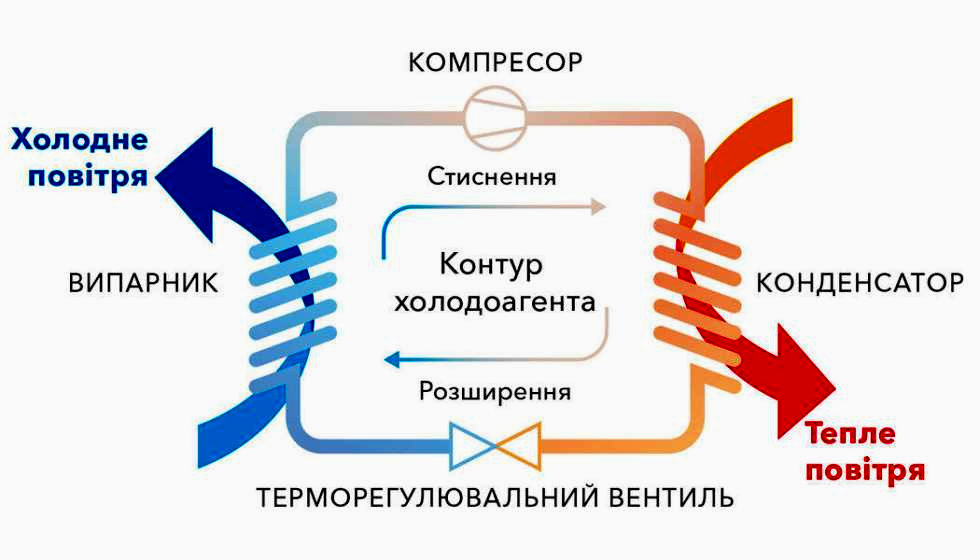 КОМПРЕСОР
Холодне
повітря
Стиснення
Контур
холодоагента
ВИПАРНИК
КОНДЕНСАТОР
Розширення
Тепле
повітря
ТЕРМОРЕГУЛЮВАЛЬНИЙ ВЕНТИЛЬ